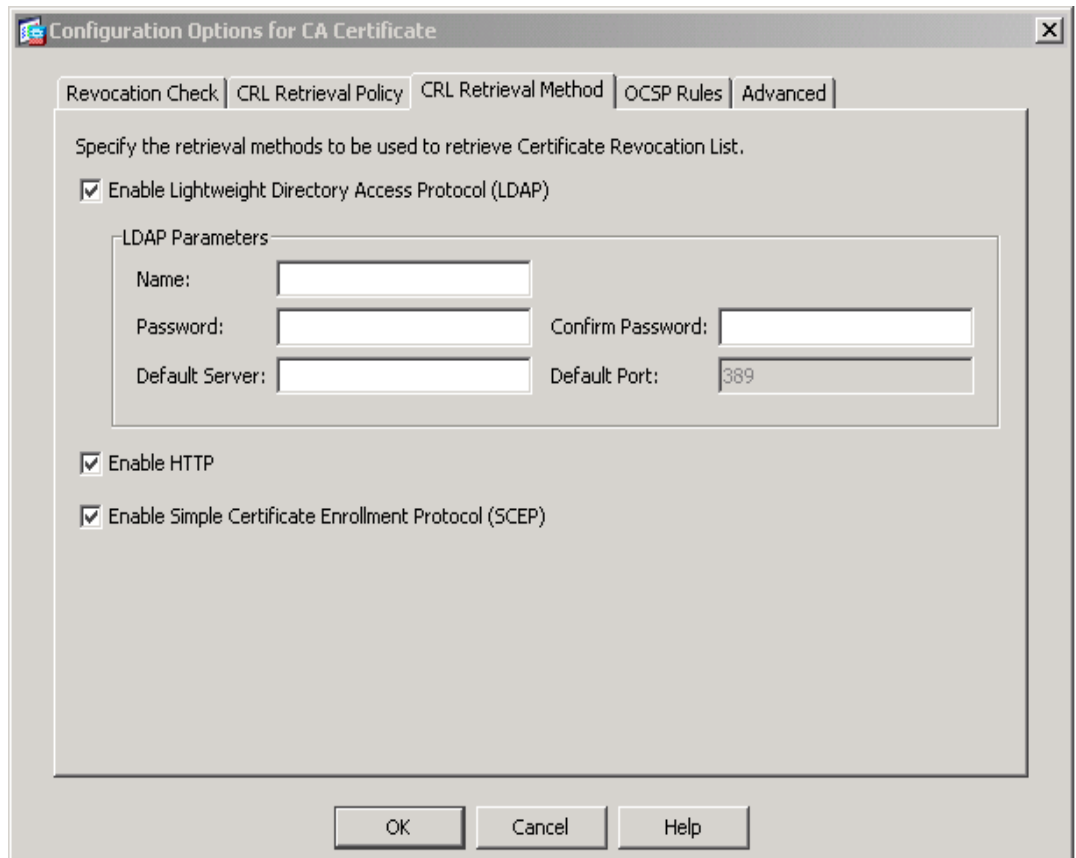 Configuration Options for CA Certificate
Revocation Check CRL Retrieval Policy CRL Retrieval Method OCSP Rules Advanced
Specify the retrieval methods to be used to retrieve Certificate Revocation List.
Enable Lightweight Directory Access Protocol (LDAP)
LDAP Parameters
Name:
Password: Confirm Password:
Default Server: Default Port: 389
Enable HTTP
Enable Simple Certificate Enrollment Protocol (SCEP)
OK Cancel Help